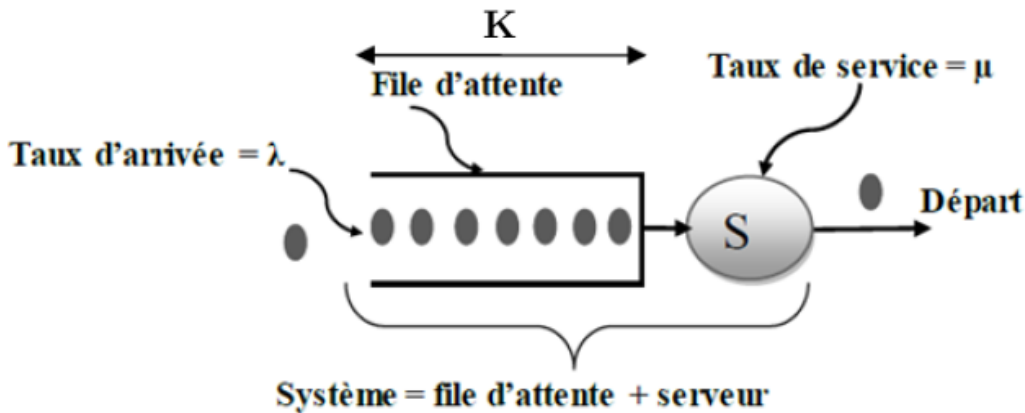 K
File d'attente
Taux de service = μ
Taux d'arrivée = λ
Départ
S
Système = file d'attente + serveur